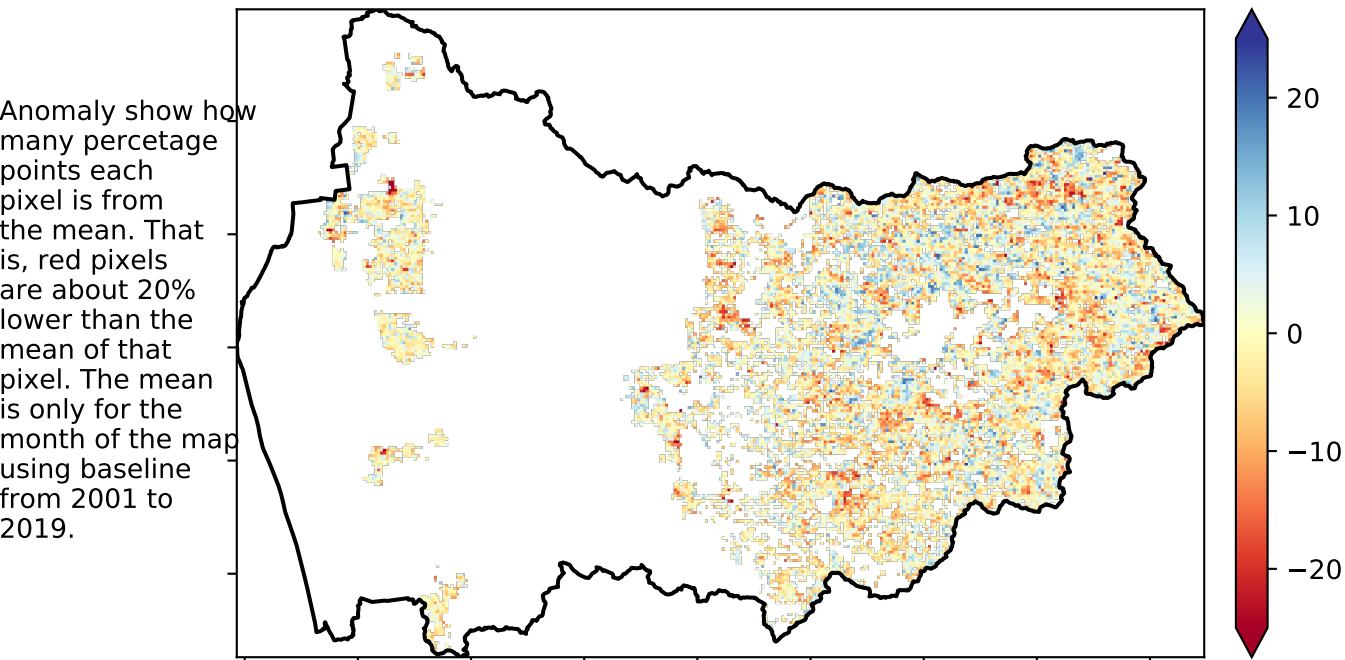 Anomaly show how
many percetage
points each
pixel is from
the mean. That
is, red pixels
are about 20%
lower than the
mean of that
pixel. The mean
is only for the
month of the map
using baseline
from 2001 to
2019.
20
10
0
−10
−20